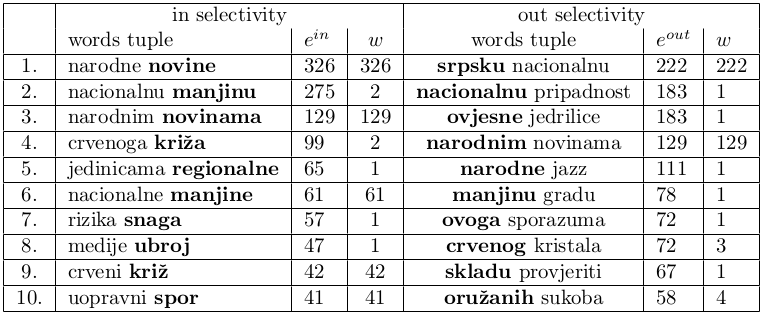 in selectivity out selectivity
words tuple e^in w words tuple e^out w
1. narodne novine 326 326 srpsku nacionalnu 222 222
2. nacionalnu manjinu 275 2 nacionalnu pripadnost 183 1
3. narodnim novinama 129 129 ovjesne jedrilice 183 1
4. crvenoga križa 99 2 narodnim novinama 129 129
5. jedinicama regionalne 65 1 narodne jazz 111 1
6. nacionalne manjine 61 61 manjinu gradu 78 1
7. rizika snaga 57 1 ovoga sporazuma 72 1
8. medije ubroj 47 1 crvenog kristala 72 3
9. crveni križ 42 42 skladu provjeriti 67 1
10. uopravni spor 41 41 oružanih sukoba 58 4